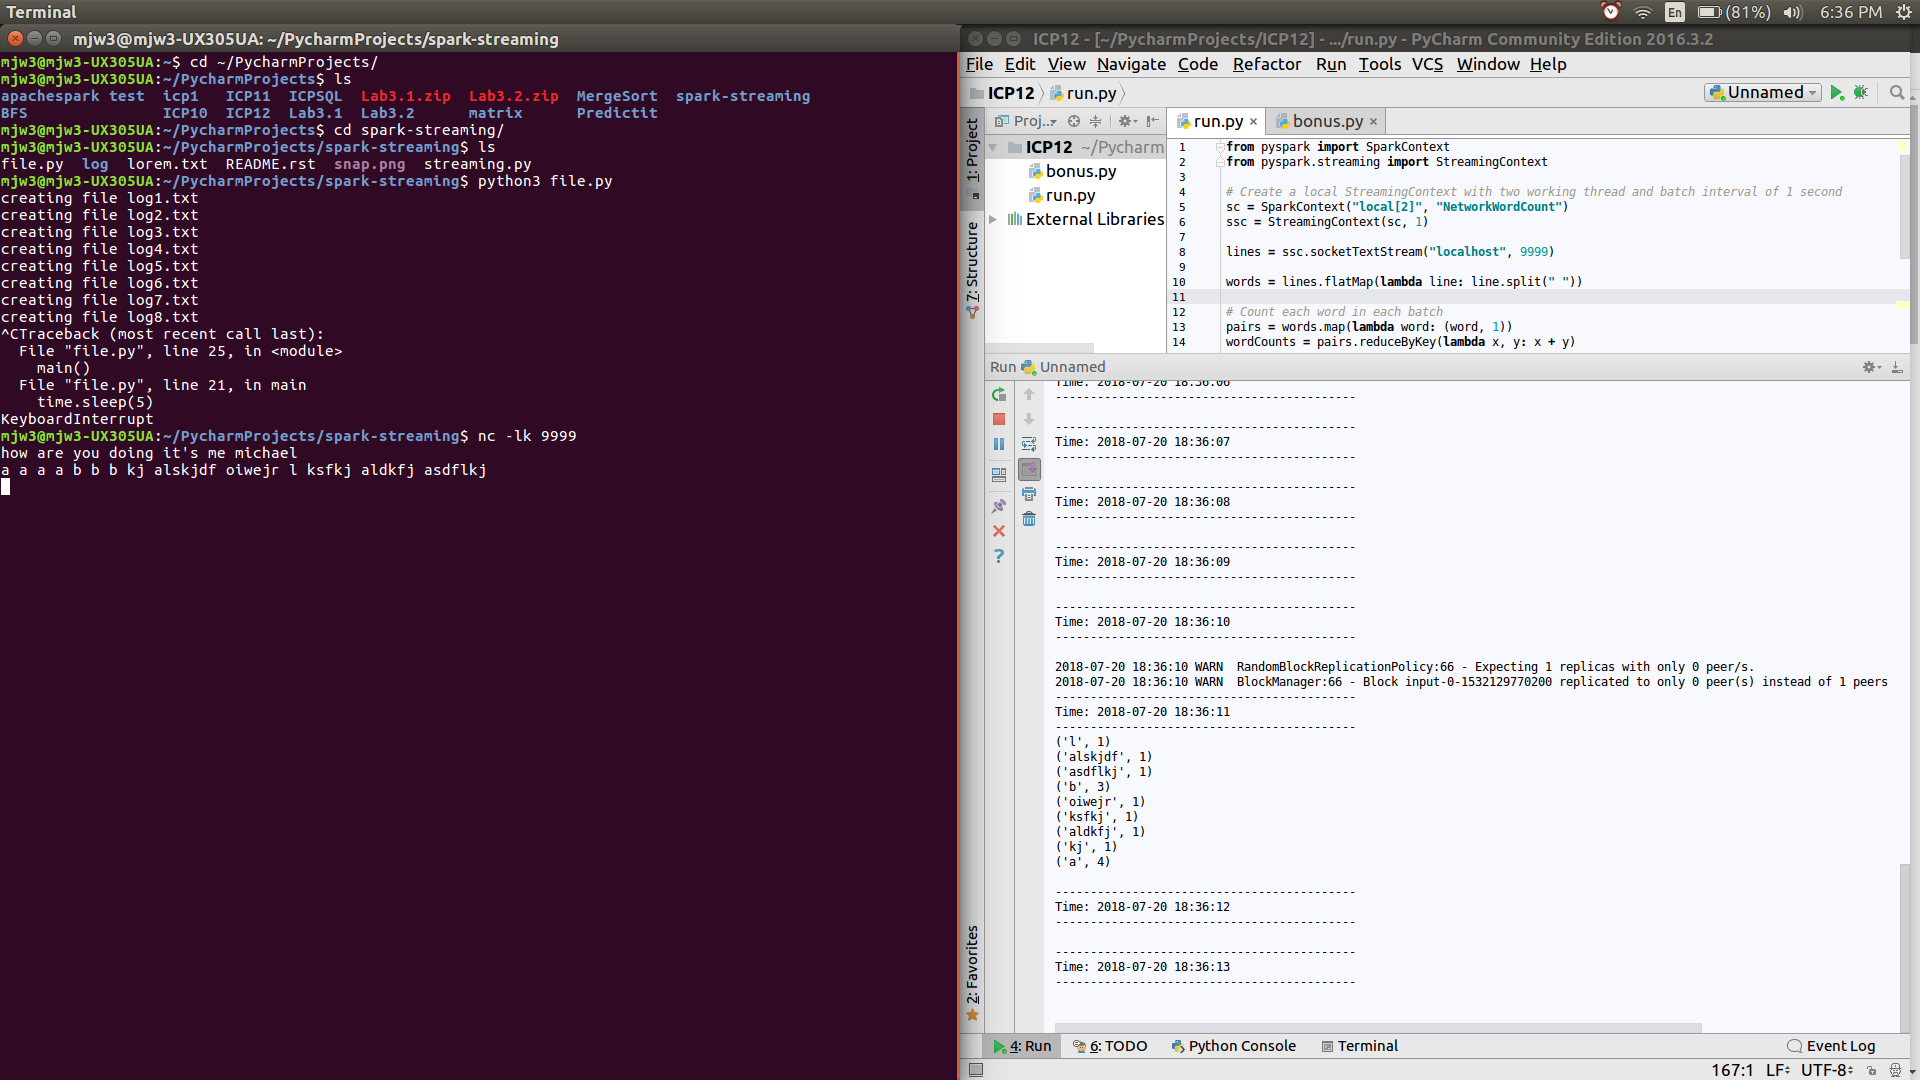 Terminal
En (81%) 6:36 PM
mjw3@mjw3-UX305UA: ~/PycharmProjects/spark-streaming
mjw3@mjw3-UX305UA:~$ cd ~/PycharmProjects/
mjw3@mjw3-UX305UA:~/PycharmProjects$ ls
apachespark test icp1 ICP11 ICPSQL Lab3.1.zip Lab3.2.zip MergeSort spark-streaming
BFS ICP10 ICP12 Lab3.1 Lab3.2 matrix Predictit
mjw3@mjw3-UX305UA:~/PycharmProjects$ cd spark-streaming/
mjw3@mjw3-UX305UA:~/PycharmProjects/spark-streaming$ ls
file.py log lorem.txt README.rst snap.png streaming.py
mjw3@mjw3-UX305UA:~/PycharmProjects/spark-streaming$ python3 file.py
creating file log1.txt
creating file log2.txt
creating file log3.txt
creating file log4.txt
creating file log5.txt
creating file log6.txt
creating file log7.txt
creating file log8.txt
^CTraceback (most recent call last):
File "file.py", line 25, in <module>
main()
File "file.py", line 21, in main
time.sleep(5)
KeyboardInterrupt
mjw3@mjw3-UX305UA:~/PycharmProjects/spark-streaming$ nc -lk 9999
how are you doing it's me michael
a a a a b b b kj alskjdf oiwejr l ksfkj aldkfj asdflkj
ICP12 - [~/PycharmProjects/ICP12] - .../run.py - PyCharm Community Edition 2016.3.2
File Edit View Navigate Code Refactor Run Tools VCS Window Help
ICP12 run.py
Unnamed
1: Project
7: Structure
2: Favorites
Proj...
ICP12 ~/Pycharm
bonus.py
run.py
External Libraries
run.py × bonus.py ×
1 from pyspark import SparkContext
2 from pyspark.streaming import StreamingContext
3
4 # Create a local StreamingContext with two working thread and batch interval of 1 second
5 sc = SparkContext("local[2]", "NetworkWordCount")
6 ssc = StreamingContext(sc, 1)
7
8 lines = ssc.socketTextStream("localhost", 9999)
9
10 words = lines.flatMap(lambda line: line.split(" "))
11
12 # Count each word in each batch
13 pairs = words.map(lambda word: (word, 1))
14 wordCounts = pairs.reduceByKey(lambda x, y: x + y)
Run Unnamed
Time: 2018-07-20 18:36:06
-------------------------------------------
-------------------------------------------
Time: 2018-07-20 18:36:07
-------------------------------------------
-------------------------------------------
Time: 2018-07-20 18:36:08
-------------------------------------------
-------------------------------------------
Time: 2018-07-20 18:36:09
-------------------------------------------
-------------------------------------------
Time: 2018-07-20 18:36:10
-------------------------------------------
2018-07-20 18:36:10 WARN RandomBlockReplicationPolicy:66 - Expecting 1 replicas with only 0 peer/s.
2018-07-20 18:36:10 WARN BlockManager:66 - Block input-0-1532129770200 replicated to only 0 peer(s) instead of 1 peers
-------------------------------------------
Time: 2018-07-20 18:36:11
-------------------------------------------
('l', 1)
('alskjdf', 1)
('asdflkj', 1)
('b', 3)
('oiwejr', 1)
('ksfkj', 1)
('aldkfj', 1)
('kj', 1)
('a', 4)
-------------------------------------------
Time: 2018-07-20 18:36:12
-------------------------------------------
-------------------------------------------
Time: 2018-07-20 18:36:13
-------------------------------------------
4: Run 6: TODO Python Console Terminal Event Log
167:1 LF UTF-8